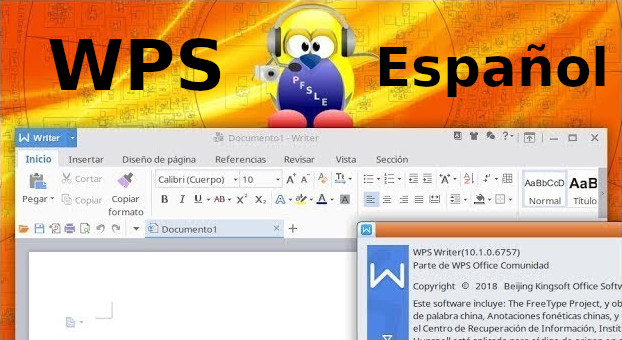 WPS Español
PFSLE
Writer
Documento1 - Writer
Inicio Insertar Diseño de página Referencias Revisar Vista Sección
Cortar
Pegar Copiar Copiar formato
Calibri (Cuerpo) 10
B I U AB X² X₂ A A
AaBbCcD AaB
Normal Título
Documento1
WPS Writer(10.1.0.6757)
Parte de WPS Office Comunidad
Copyright © 2018 Beijing Kingsoft Office Softw
Este software incluye: The FreeType Project, y ob
de palabra china, Anotaciones fonéticas chinas, y
el Centro de Recuperación de Información, Instit